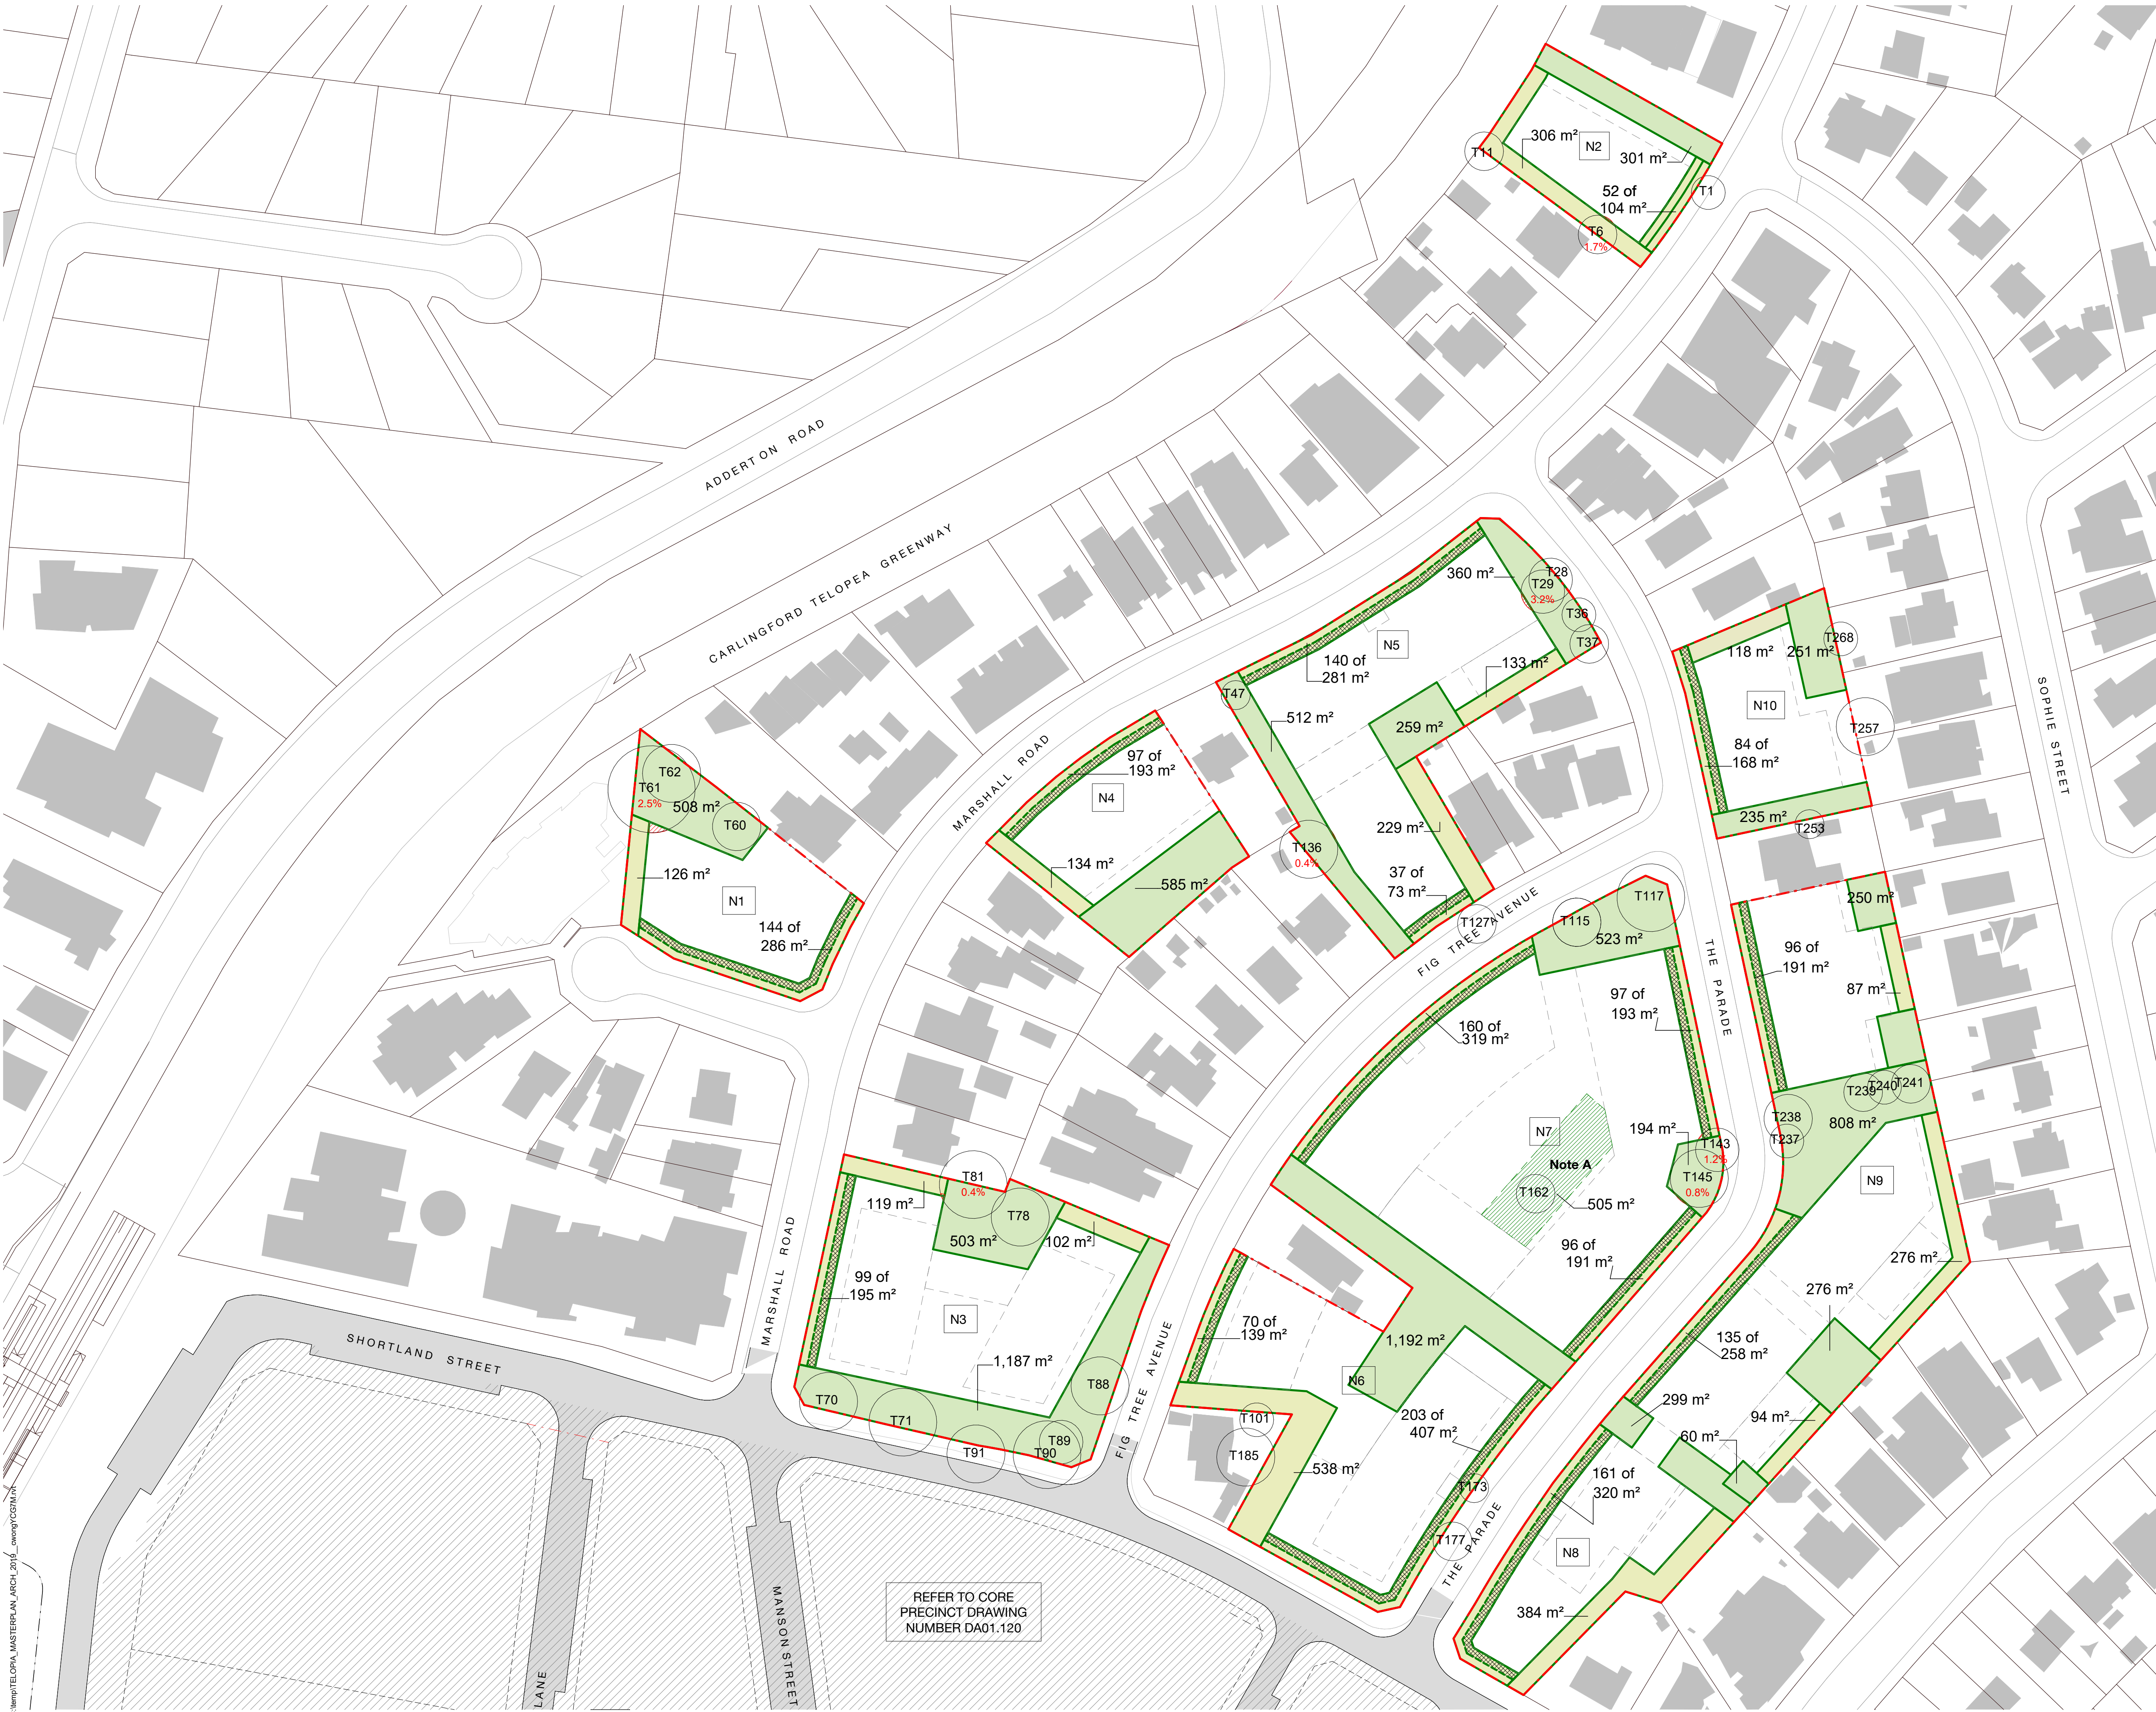 306 m²
N2
301 m²
T11
52 of
104 m²
T1
T6
1.7%
ADDERTON ROAD
CARLINGFORD TELOPEA GREENWAY
MARSHALL ROAD
SOPHIE STREET
360 m²
T28
T29
3.2%
T36
T37
N5
140 of
281 m²
133 m²
T47
512 m²
259 m²
229 m²
T136
0.4%
37 of
73 m²
T127
FIG TREE AVENUE
97 of
193 m²
N4
134 m²
585 m²
T62
T61
2.5%
508 m²
T60
126 m²
N1
144 of
286 m²
118 m²
251 m²
T268
N10
T257
84 of
168 m²
235 m²
T253
T117
T115
523 m²
THE PARADE
250 m²
96 of
191 m²
87 m²
160 of
319 m²
97 of
193 m²
N7
194 m²
T143
1.2%
Note A
T145
0.8%
T162
505 m²
96 of
191 m²
T239
T240
T241
T238
T237
808 m²
N9
276 m²
276 m²
135 of
258 m²
299 m²
94 m²
60 m²
161 of
320 m²
N8
384 m²
T81
0.4%
119 m²
T78
503 m²
102 m²
99 of
195 m²
N3
1,187 m²
T88
T70
T71
T91
T89
T90
MARSHALL ROAD
FIG TREE AVENUE
70 of
139 m²
1,192 m²
N6
T101
T185
203 of
407 m²
538 m²
T173
T177
THE PARADE
SHORTLAND STREET
MANSON STREET
LANE
REFER TO CORE
PRECINCT DRAWING
NUMBER DA01.120
:\temp\TELOPIA_MASTERPLAN_ARCH_2019__owongYCG7M.rvt